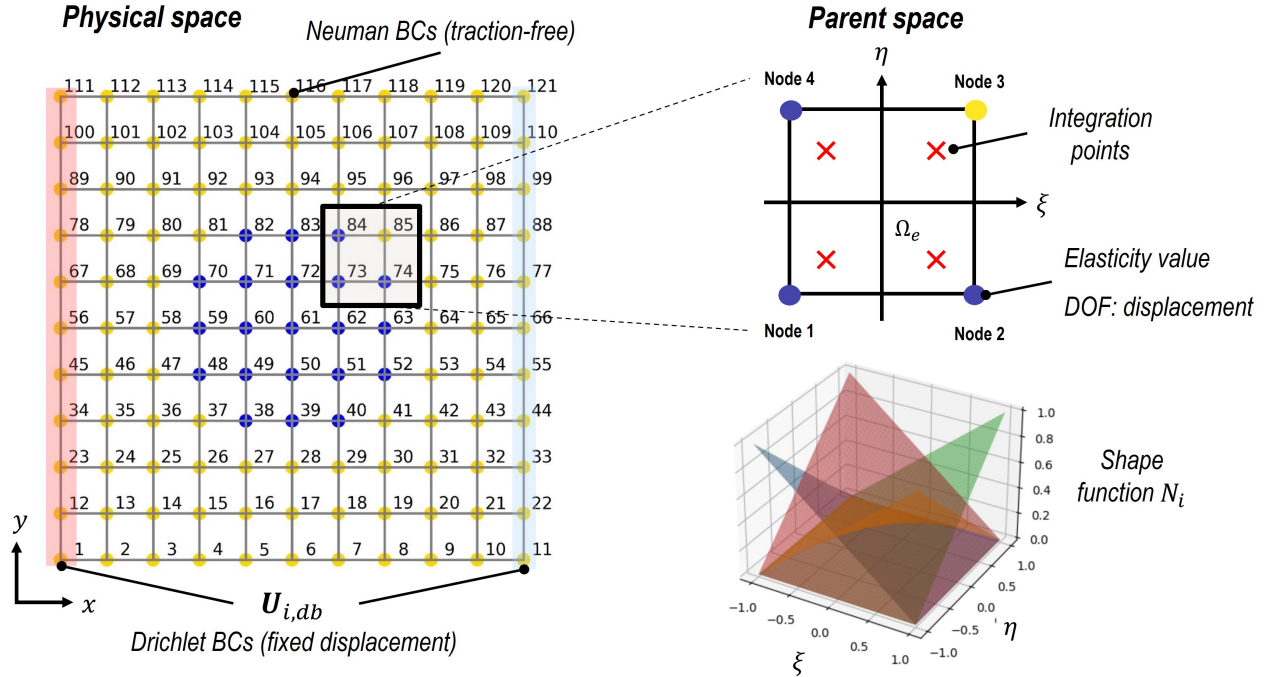 Physical space
Neuman BCs (traction-free)
111 112 113 114 115 116 117 118 119 120 121
100 101 102 103 104 105 106 107 108 109 110
89 90 91 92 93 94 95 96 97 98 99
78 79 80 81 82 83 84 85 86 87 88
67 68 69 70 71 72 73 74 75 76 77
56 57 58 59 60 61 62 63 64 65 66
45 46 47 48 49 50 51 52 53 54 55
34 35 36 37 38 39 40 41 42 43 44
23 24 25 26 27 28 29 30 31 32 33
12 13 14 15 16 17 18 19 20 21 22
1 2 3 4 5 6 7 8 9 10 11
y
x
U_{i,db}
Drichlet BCs (fixed displacement)
Parent space
η
Node 4
Node 3
Integration
points
ξ
Ω_e
Elasticity value
DOF: displacement
Node 1
Node 2
Shape
function N_i
1.0
0.8
0.6
0.4
0.2
0.0
−1.0
−0.5
0.0
0.5
1.0
ξ
1.0
0.5
0.0
−0.5
−1.0
η